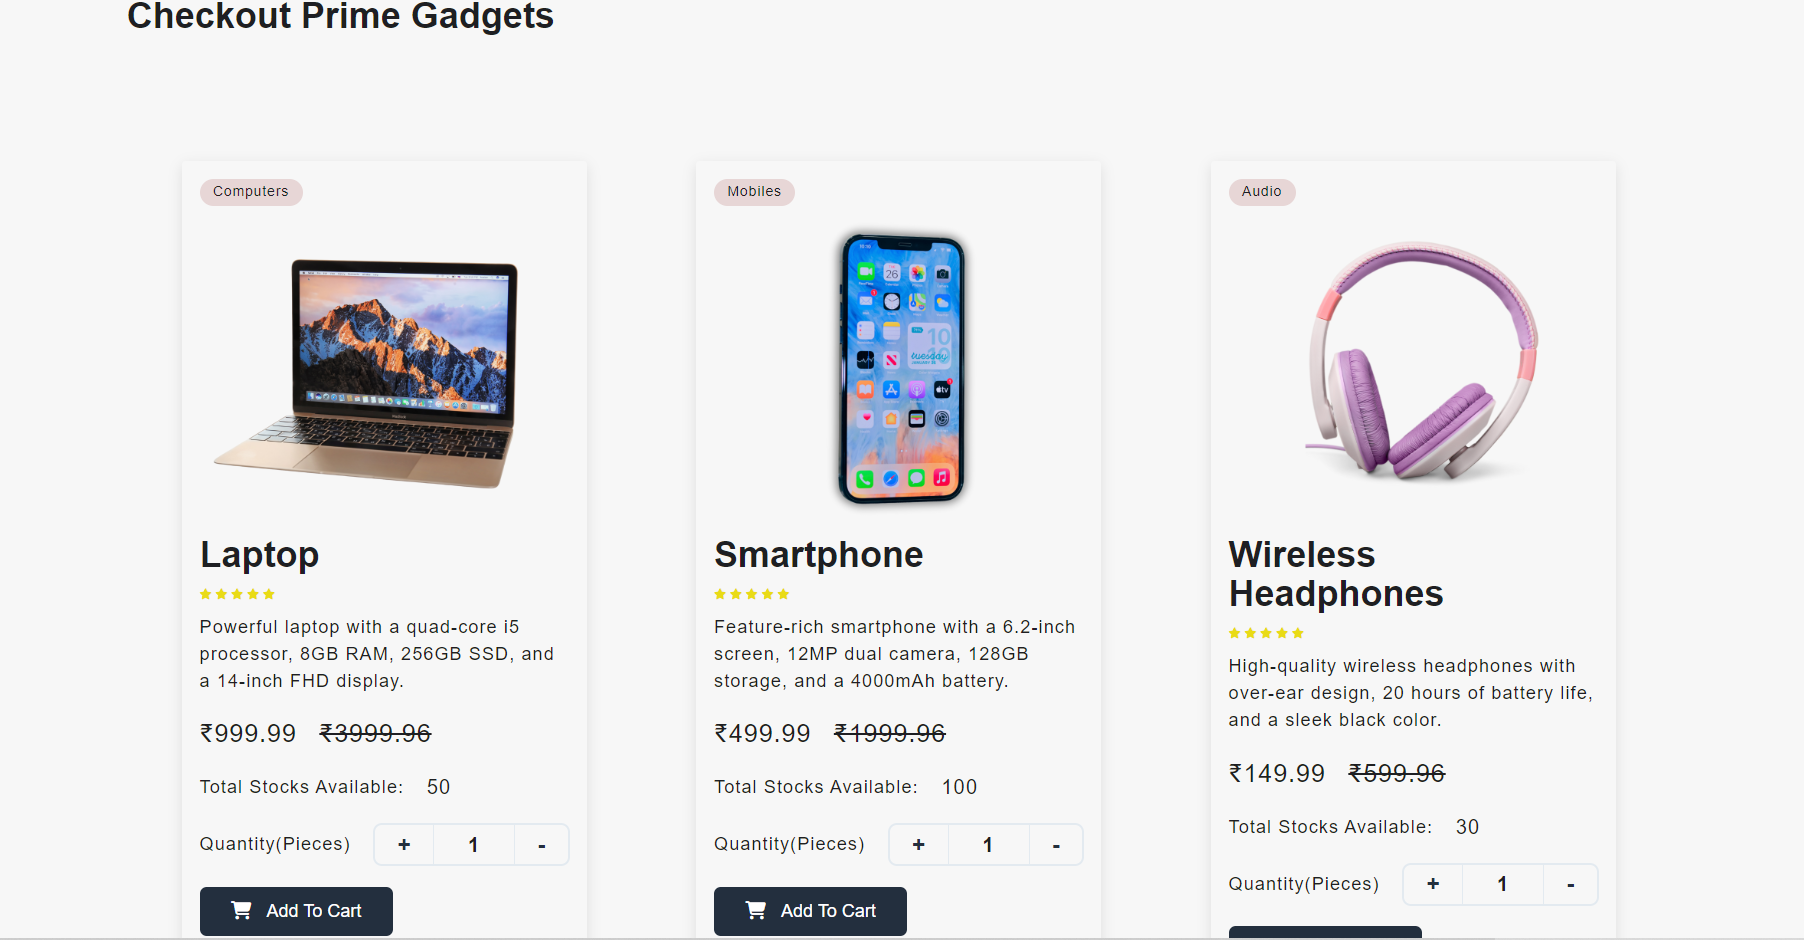 Checkout Prime Gadgets
Computers
Laptop
Powerful laptop with a quad-core i5
processor, 8GB RAM, 256GB SSD, and
a 14-inch FHD display.
₹999.99 ₹3999.96
Total Stocks Available: 50
Quantity(Pieces) + 1 -
Add To Cart
Mobiles
26
10
10
tuesday
tv
Smartphone
Feature-rich smartphone with a 6.2-inch
screen, 12MP dual camera, 128GB
storage, and a 4000mAh battery.
₹499.99 ₹1999.96
Total Stocks Available: 100
Quantity(Pieces) + 1 -
Add To Cart
Audio
Wireless
Headphones
High-quality wireless headphones with
over-ear design, 20 hours of battery life,
and a sleek black color.
₹149.99 ₹599.96
Total Stocks Available: 30
Quantity(Pieces) + 1 -